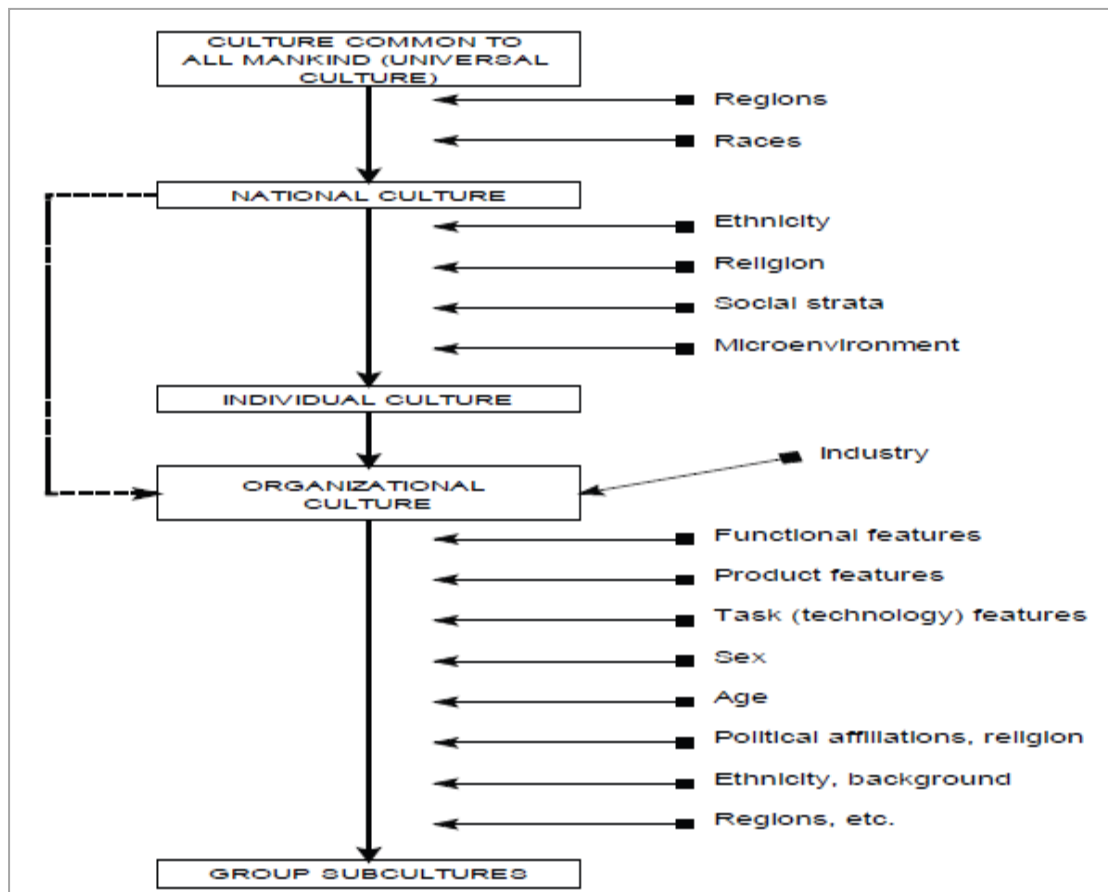 CULTURE COMMON TO
ALL MANKIND (UNIVERSAL
CULTURE)
Regions
Races
NATIONAL CULTURE
Ethnicity
Religion
Social strata
Microenvironment
INDIVIDUAL CULTURE
Industry
ORGANIZATIONAL
CULTURE
Functional features
Product features
Task (technology) features
Sex
Age
Political affiliations, religion
Ethnicity, background
Regions, etc.
GROUP SUBCULTURES